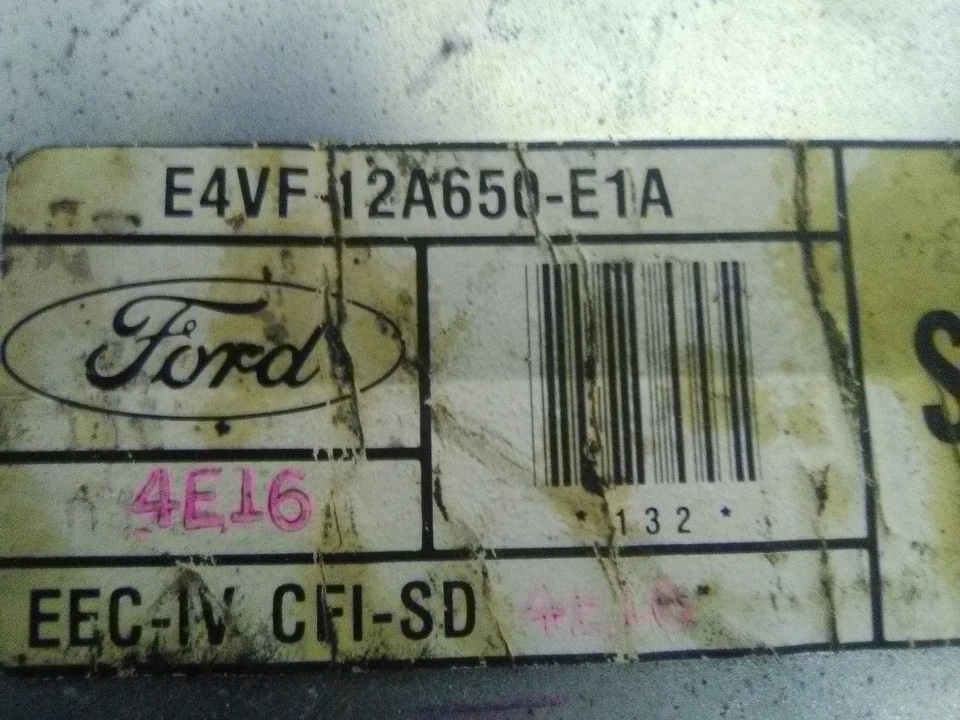 E4VF-12A650-E1A
Ford
* 132 *
4E16
EEC-IV CFI-SD
S